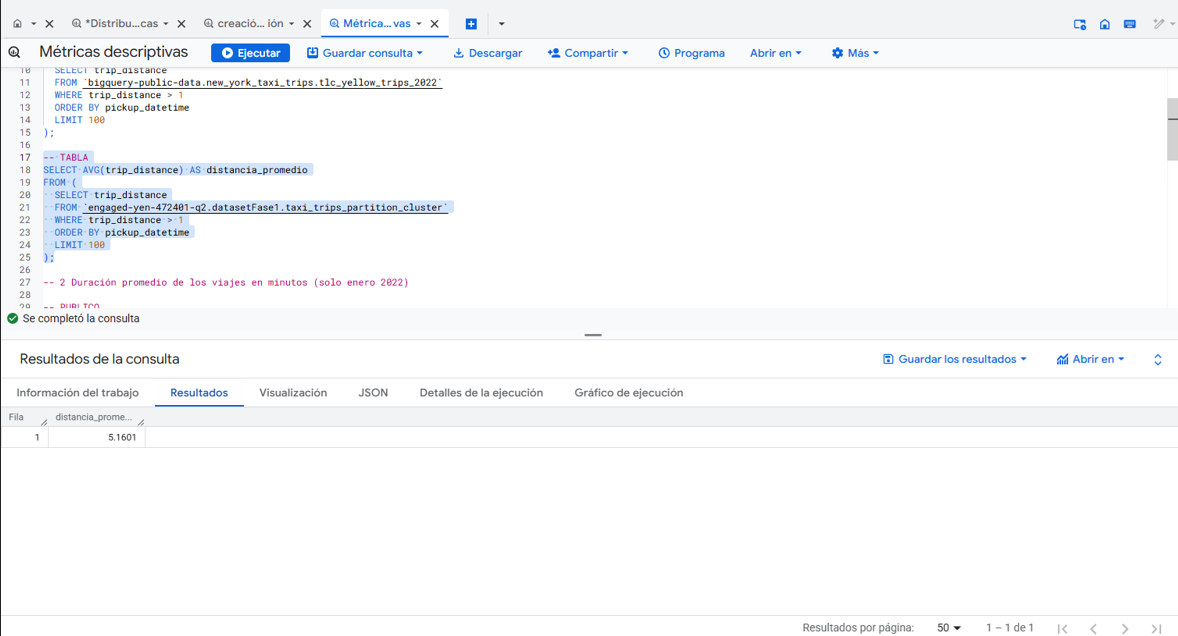 *Distribu...cas
creació... ión
Métrica... vas
Métricas descriptivas
Ejecutar
Guardar consulta
Descargar
Compartir
Programa
Abrir en
Más
10 SELECT trip_distance
11 FROM `bigquery-public-data.new_york_taxi_trips.tlc_yellow_trips_2022`
12 WHERE trip_distance > 1
13 ORDER BY pickup_datetime
14 LIMIT 100
15 );
16
17 -- TABLA
18 SELECT AVG(trip_distance) AS distancia_promedio
19 FROM (
20 SELECT trip_distance
21 FROM `engaged-yen-472401-q2.datasetFase1.taxi_trips_partition_cluster`
22 WHERE trip_distance > 1
23 ORDER BY pickup_datetime
24 LIMIT 100
25 );
26
27 -- 2 Duración promedio de los viajes en minutos (solo enero 2022)
28
29 -- PUBLICO
Se completó la consulta
Resultados de la consulta
Guardar los resultados
Abrir en
Información del trabajo
Resultados
Visualización
JSON
Detalles de la ejecución
Gráfico de ejecución
Fila distancia_prome...
1 5.1601
Resultados por página: 50 1 – 1 de 1